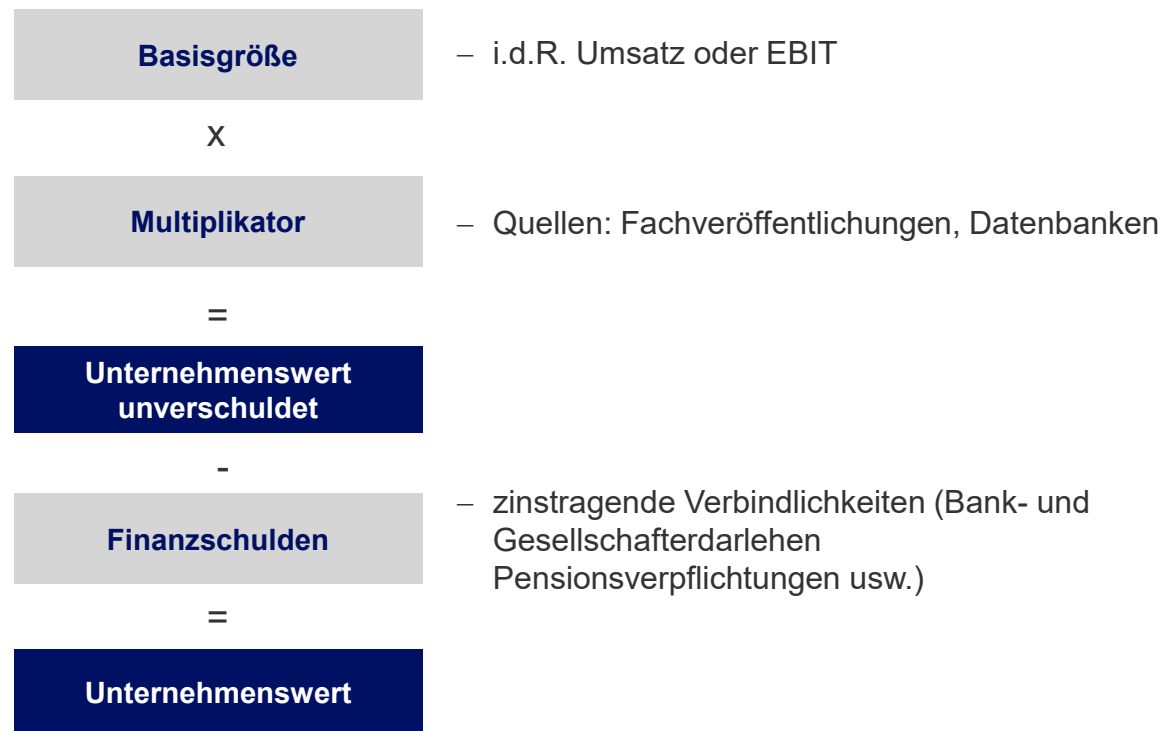 Basisgröße
– i.d.R. Umsatz oder EBIT
x
Multiplikator
– Quellen: Fachveröffentlichungen, Datenbanken
=
Unternehmenswert
unverschuldet
-
Finanzschulden
– zinstragende Verbindlichkeiten (Bank- und
Gesellschafterdarlehen
Pensionsverpflichtungen usw.)
=
Unternehmenswert